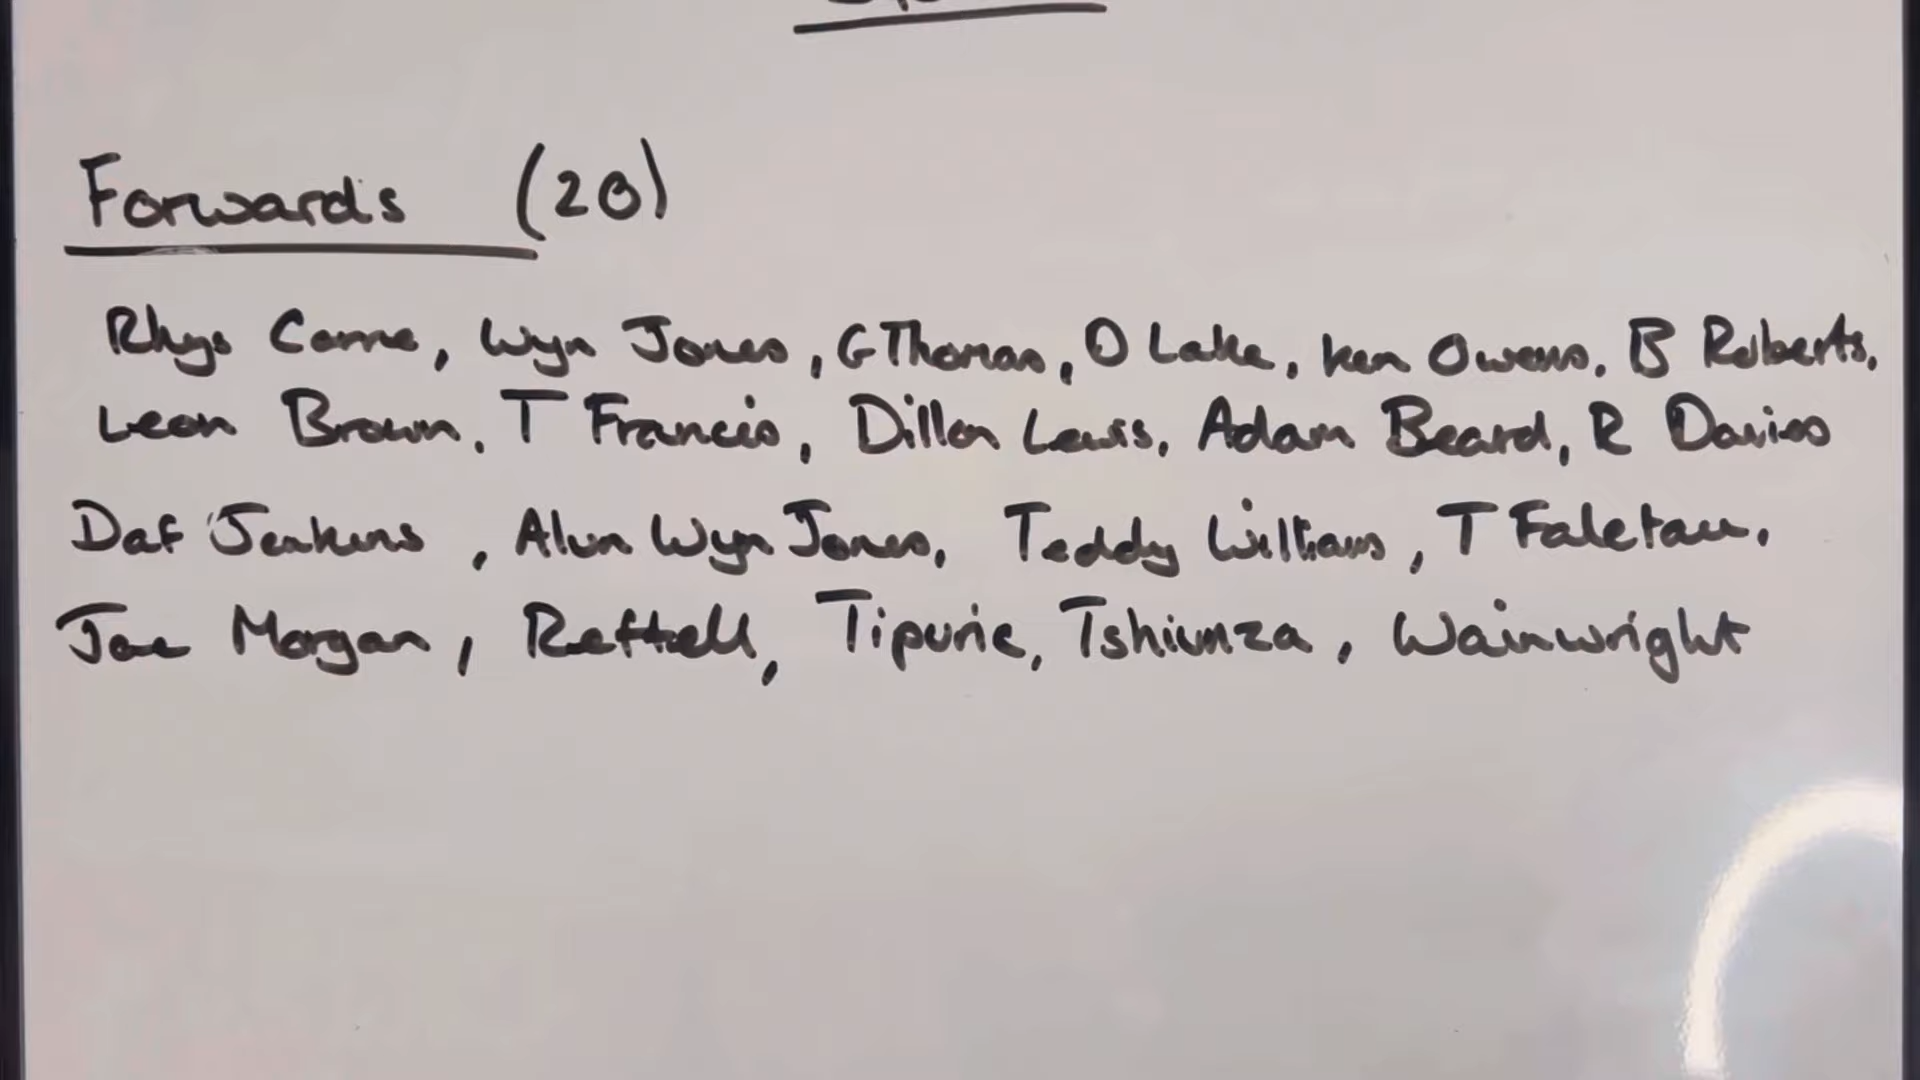 Forwards (20)
Rhys Carre, Wyn Jones, G Thomas, D Lake, Ken Owens, B Roberts,
Leon Brown, T Francis, Dillon Lewis, Adam Beard, R Davies
Daf Jenkins, Alun Wyn Jones, Teddy Williams, T Faletau,
Jac Morgan, Reffell, Tipuric, Tshiunza, Wainwright